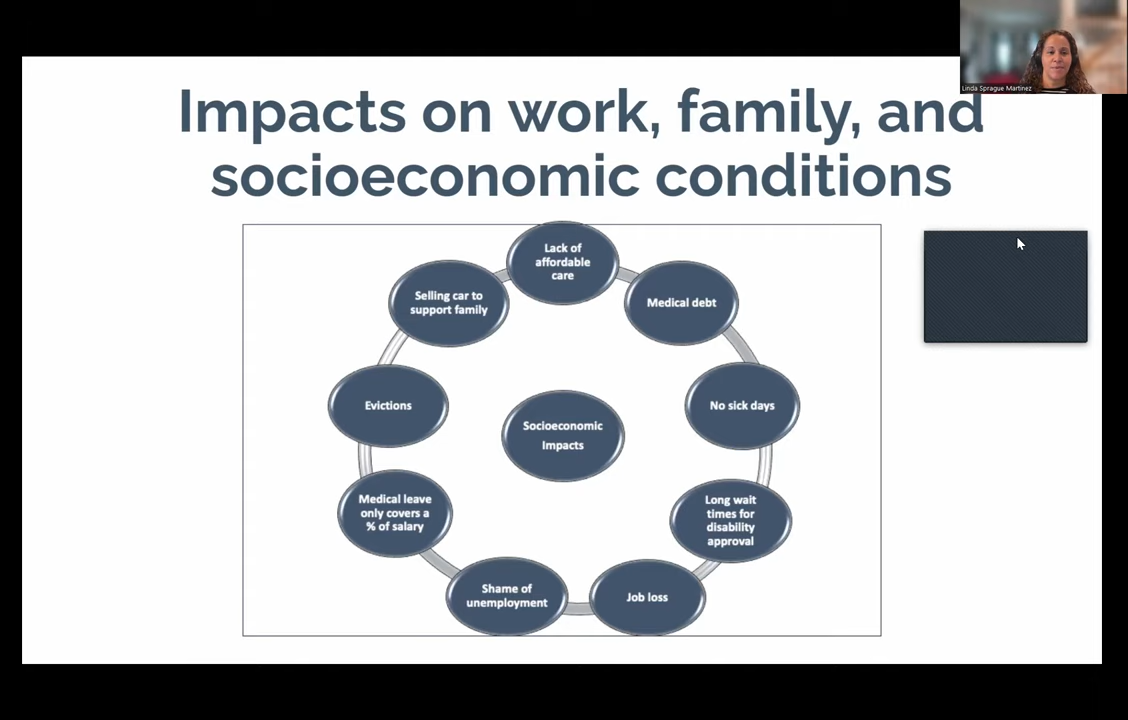 Linda Sprague Martinez
Impacts on work, family, and
socioeconomic conditions
Lack of
affordable
care
Medical debt
No sick days
Long wait
times for
disability
approval
Job loss
Shame of
unemployment
Medical leave
only covers a
% of salary
Evictions
Selling car to
support family
Socioeconomic
Impacts